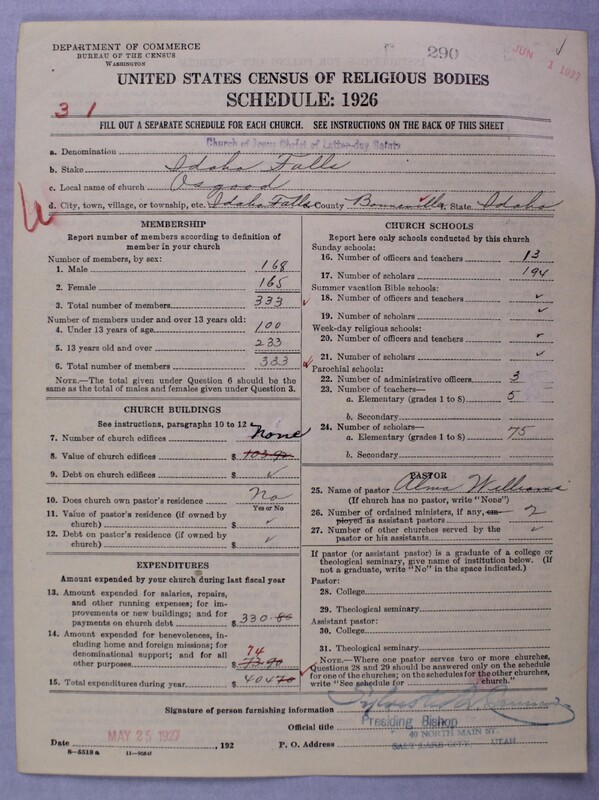 DEPARTMENT OF COMMERCE
BUREAU OF THE CENSUS
WASHINGTON
290
JUN 1 1927
UNITED STATES CENSUS OF RELIGIOUS BODIES
SCHEDULE: 1926
3 1
FILL OUT A SEPARATE SCHEDULE FOR EACH CHURCH. SEE INSTRUCTIONS ON THE BACK OF THIS SHEET
a. Denomination Church of Jesus Christ of Latter-day Saints
b. Stake Idaho Falls
c. Local name of church Osgood
d. City, town, village, or township, etc. Idaho Falls County Bonneville State Idaho
MEMBERSHIP
Report number of members according to definition of
member in your church
Number of members, by sex:
1. Male 168
2. Female 165
3. Total number of members 333
Number of members under and over 13 years old:
4. Under 13 years of age 100
5. 13 years old and over 233
6. Total number of members 333
NOTE.—The total given under Question 6 should be
the same as the total of males and females given under Question 3.
CHURCH BUILDINGS
See instructions, paragraphs 10 to 12
7. Number of church edifices None
8. Value of church edifices $
9. Debt on church edifices $ ✓
10. Does church own pastor's residence No
Yes or No
11. Value of pastor's residence (if owned by
church) $ ✓
12. Debt on pastor's residence (if owned by
church) $ ✓
EXPENDITURES
Amount expended by your church during last fiscal year
13. Amount expended for salaries, repairs,
and other running expenses; for im-
provements or new buildings; and for
payments on church debt $ 330.80
14. Amount expended for benevolences, in-
cluding home and foreign missions; for
denominational support; and for all
other purposes $ 74 73.90
15. Total expenditures during year $ 404.70
CHURCH SCHOOLS
Report here only schools conducted by this church
Sunday schools:
16. Number of officers and teachers 13
17. Number of scholars 194
Summer vacation Bible schools:
18. Number of officers and teachers ✓
19. Number of scholars ✓
Week-day religious schools:
20. Number of officers and teachers ✓
21. Number of scholars ✓
Parochial schools:
22. Number of administrative officers 3
23. Number of teachers—
a. Elementary (grades 1 to 8) 5
b. Secondary
24. Number of scholars—
a. Elementary (grades 1 to 8) 75
b. Secondary
PASTOR
25. Name of pastor Alma Williams
(If church has no pastor, write "None")
26. Number of ordained ministers, if any, em-
ployed as assistant pastors 2
27. Number of other churches served by the
pastor or his assistants ✓
If pastor (or assistant pastor) is a graduate of a college or
theological seminary, give name of institution below. (If
not a graduate, write "No" in the space indicated.)
Pastor:
28. College
29. Theological seminary
Assistant pastor:
30. College
31. Theological seminary
NOTE.—Where one pastor serves two or more churches,
Questions 28 and 29 should be answered only on the schedule
for one of the churches; on the schedules for the other churches,
write "See schedule for church."
Signature of person furnishing information
Official title Presiding Bishop
Date MAY 25 1927, 192 P. O. Address 40 NORTH MAIN ST.
SALT LAKE CITY, UTAH
8—5518a 11—9584f